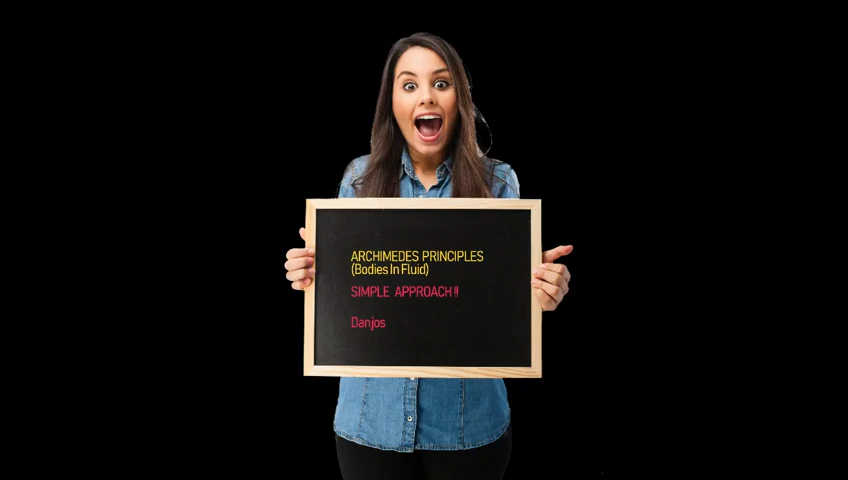 ARCHIMEDES PRINCIPLES
(Bodies In Fluid)
SIMPLE APPROACH!!
Danjos